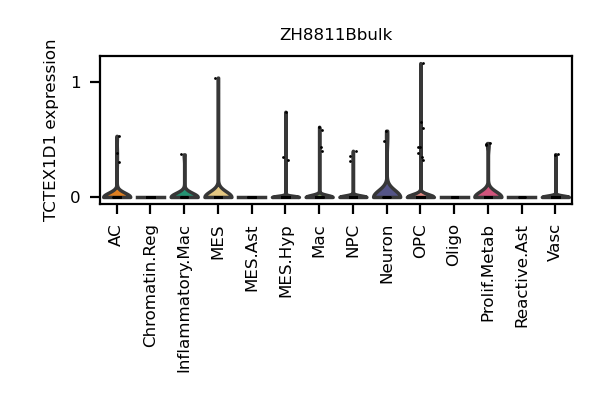 ZH8811Bbulk
TCTEX1D1 expression
1
0
AC
Chromatin.Reg
Inflammatory.Mac
MES
MES.Ast
MES.Hyp
Mac
NPC
Neuron
OPC
Oligo
Prolif.Metab
Reactive.Ast
Vasc